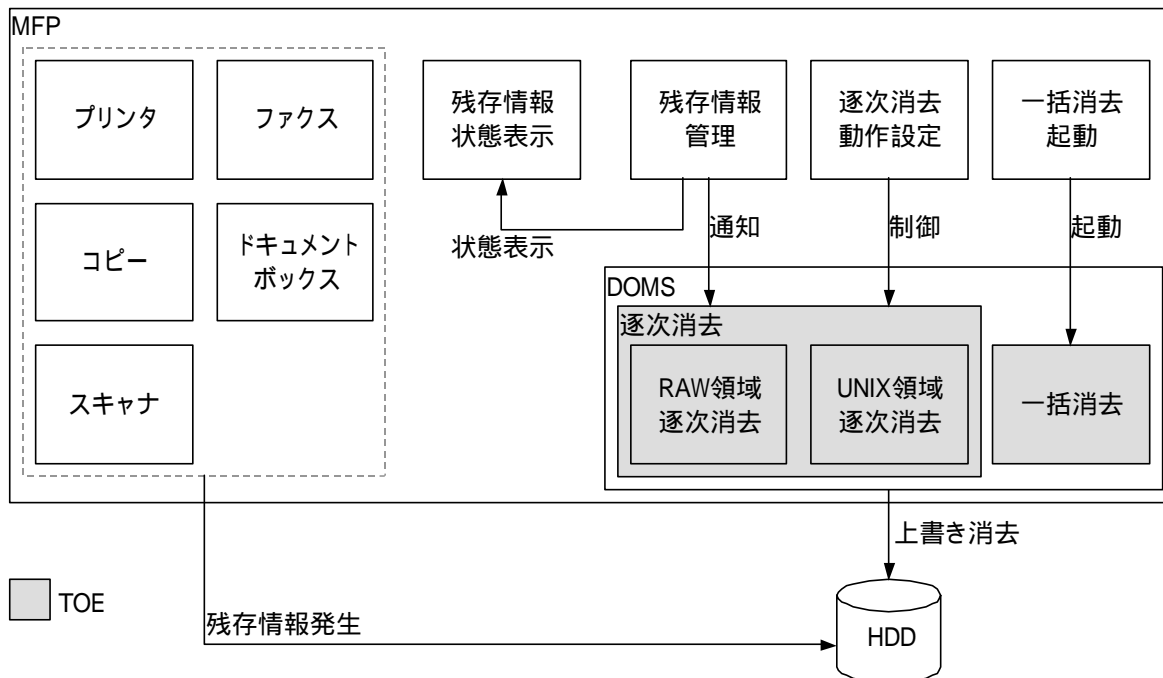 MFP
プリンタ
ファクス
コピー
ドキュメント
ボックス
スキャナ
残存情報
状態表示
残存情報
管理
逐次消去
動作設定
一括消去
起動
状態表示
通知
制御
起動
DOMS
逐次消去
RAW領域
逐次消去
UNIX領域
逐次消去
一括消去
上書き消去
TOE
残存情報発生
HDD